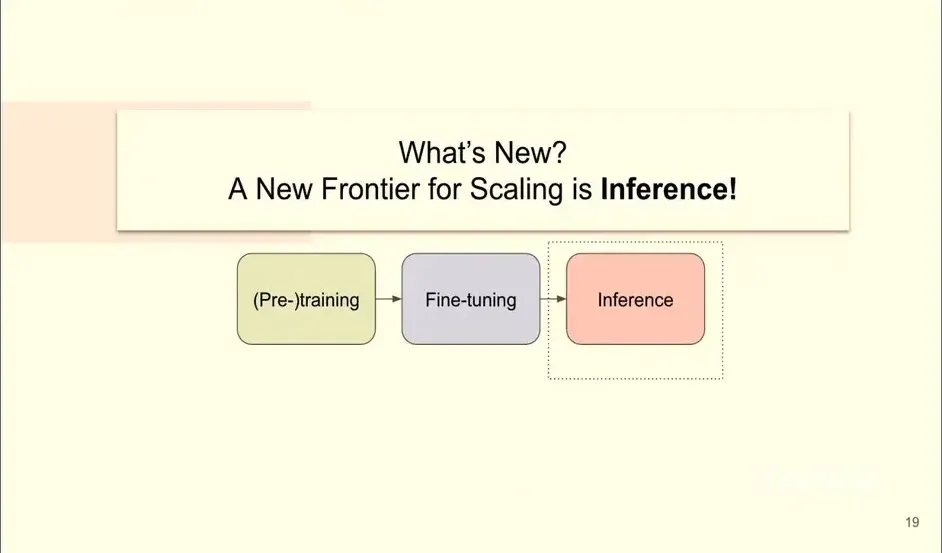 What's New?
A New Frontier for Scaling is Inference!
(Pre-)training
Fine-tuning
Inference
19